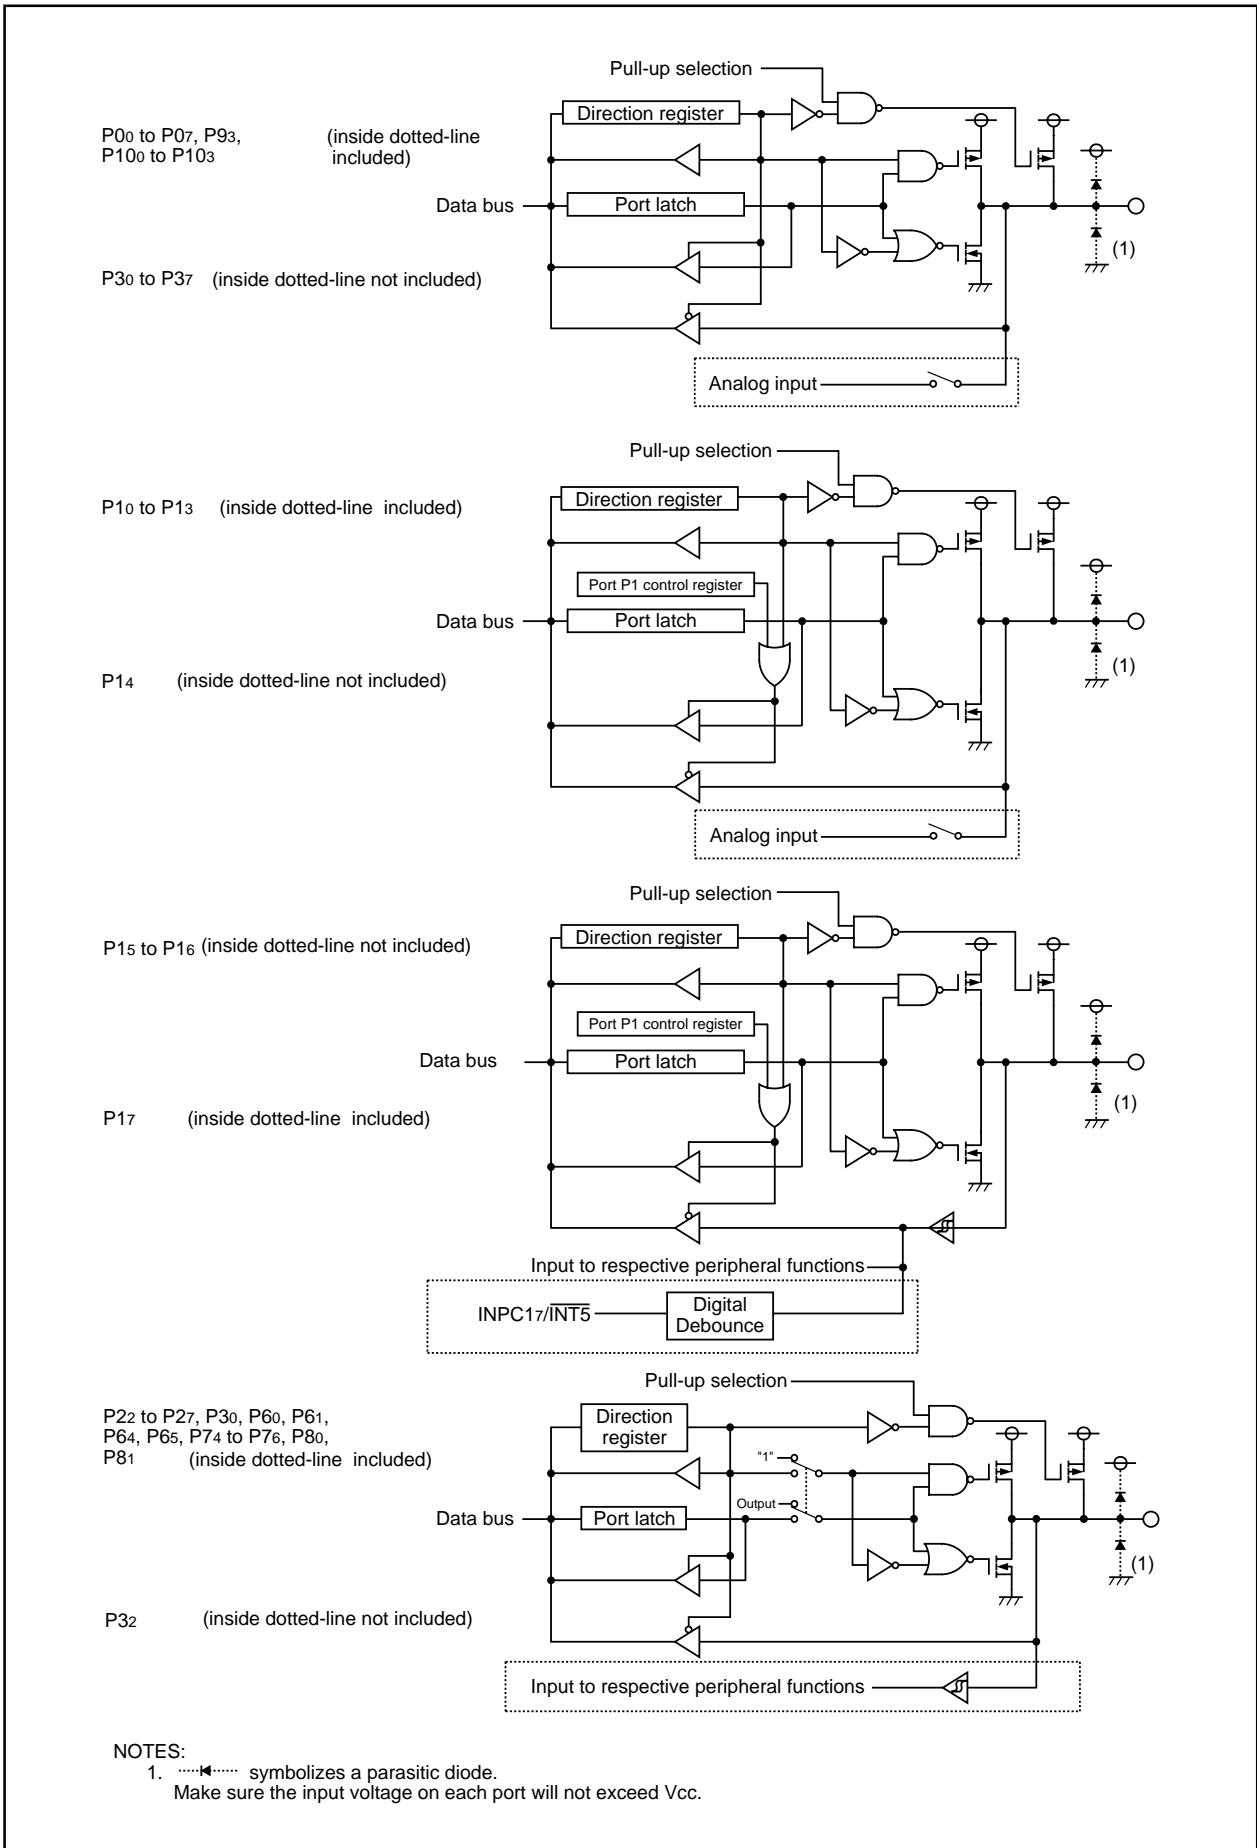 Pull-up selection
Direction register
P00 to P07, P93, (inside dotted-line
P100 to P103 included)
Data bus
Port latch
(1)
P30 to P37 (inside dotted-line not included)
Analog input
Pull-up selection
Direction register
P10 to P13 (inside dotted-line included)
Port P1 control register
Data bus
Port latch
(1)
P14 (inside dotted-line not included)
Analog input
Pull-up selection
Direction register
P15 to P16 (inside dotted-line not included)
Port P1 control register
Data bus
Port latch
(1)
P17 (inside dotted-line included)
Input to respective peripheral functions
INPC17/INT5
Digital
Debounce
Pull-up selection
Direction
register
P22 to P27, P30, P60, P61,
P64, P65, P74 to P76, P80,
P81 (inside dotted-line included)
"1"
Output
Data bus
Port latch
(1)
P32 (inside dotted-line not included)
Input to respective peripheral functions
NOTES:
1. symbolizes a parasitic diode.
Make sure the input voltage on each port will not exceed Vcc.